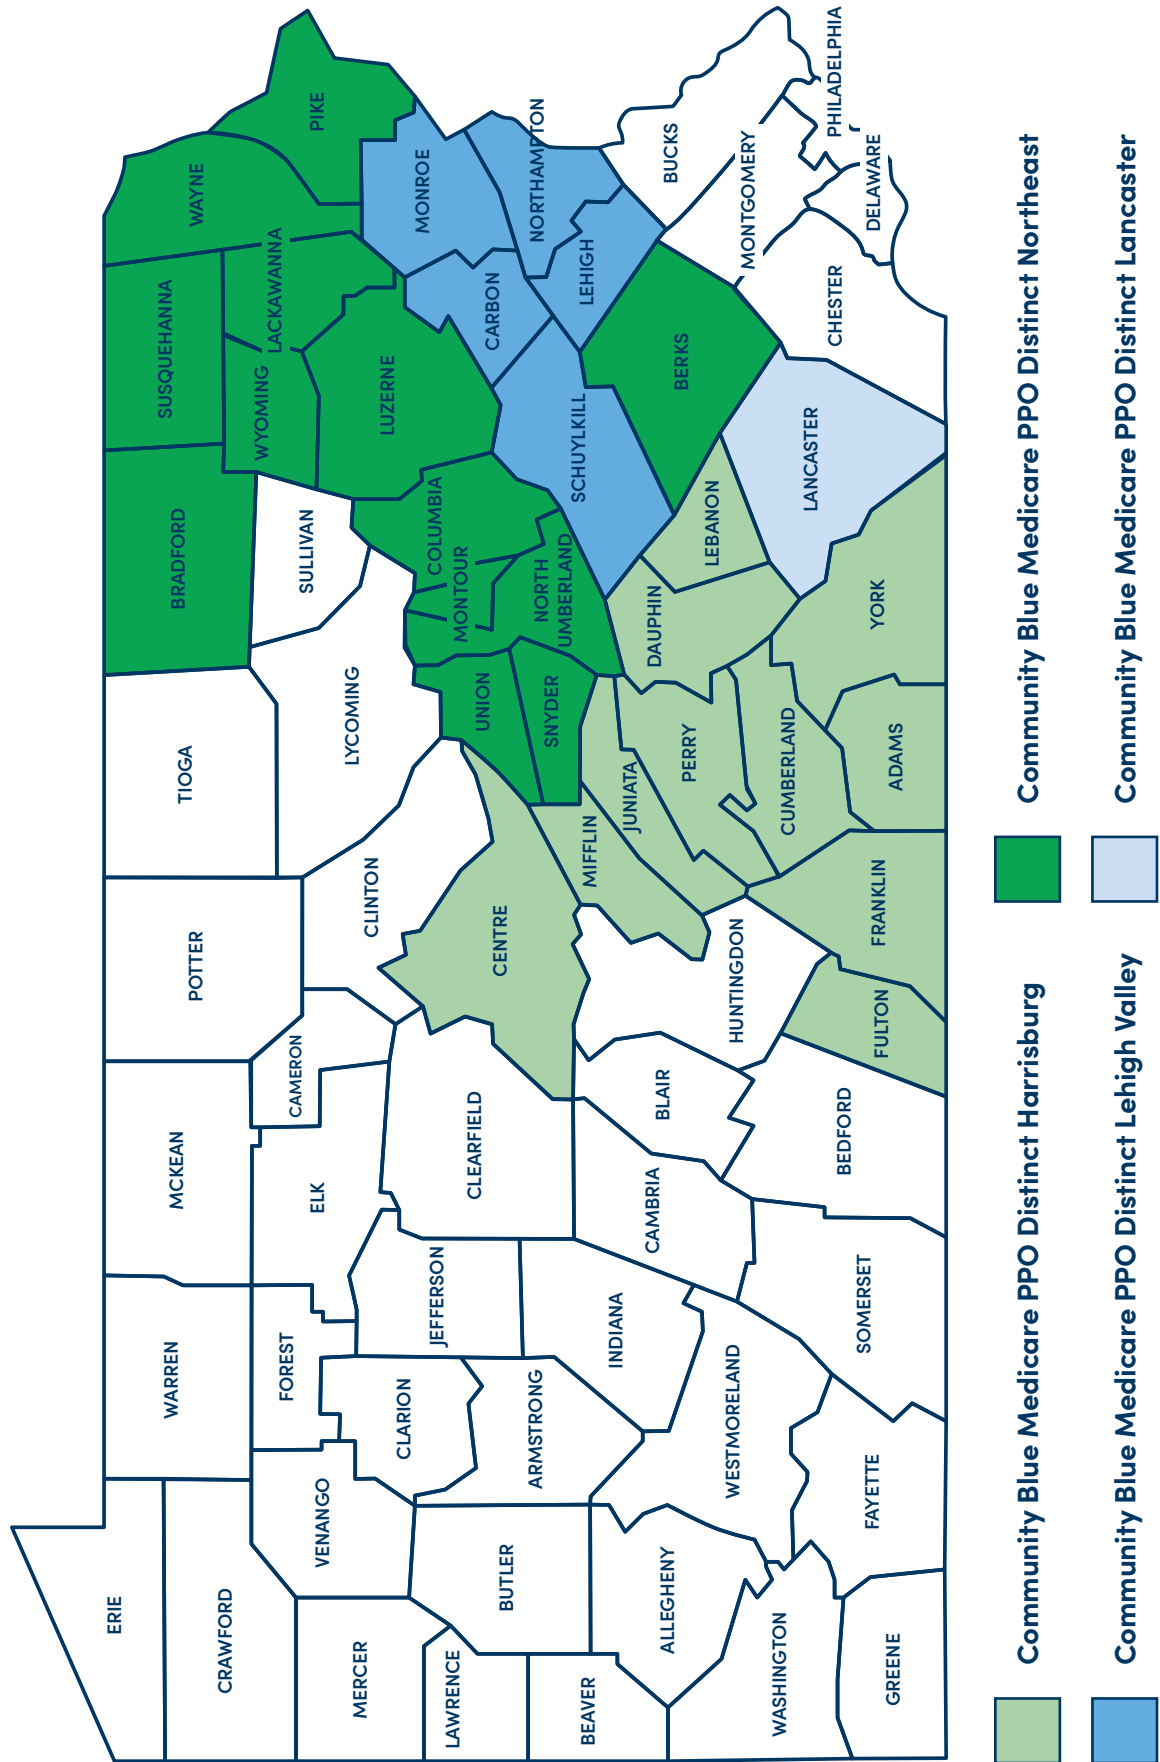 ERIE
CRAWFORD
WARREN
MCKEAN
POTTER
TIOGA
BRADFORD
SUSQUEHANNA
WAYNE
PIKE
MERCER
VENANGO
FOREST
ELK
CAMERON
CLINTON
LYCOMING
SULLIVAN
WYOMING
LACKAWANNA
LUZERNE
MONROE
LAWRENCE
BUTLER
CLARION
JEFFERSON
CLEARFIELD
CENTRE
UNION
MONTOUR
COLUMBIA
NORTH
UMBERLAND
SNYDER
SCHUYLKILL
CARBON
NORTHAMPTON
LEHIGH
BEAVER
ARMSTRONG
INDIANA
ALLEGHENY
WESTMORELAND
CAMBRIA
BLAIR
HUNTINGDON
MIFFLIN
JUNIATA
PERRY
DAUPHIN
LEBANON
BERKS
BUCKS
MONTGOMERY
PHILADELPHIA
WASHINGTON
GREENE
FAYETTE
SOMERSET
BEDFORD
FULTON
FRANKLIN
CUMBERLAND
ADAMS
YORK
LANCASTER
CHESTER
DELAWARE
Community Blue Medicare PPO Distinct Harrisburg
Community Blue Medicare PPO Distinct Northeast
Community Blue Medicare PPO Distinct Lehigh Valley
Community Blue Medicare PPO Distinct Lancaster